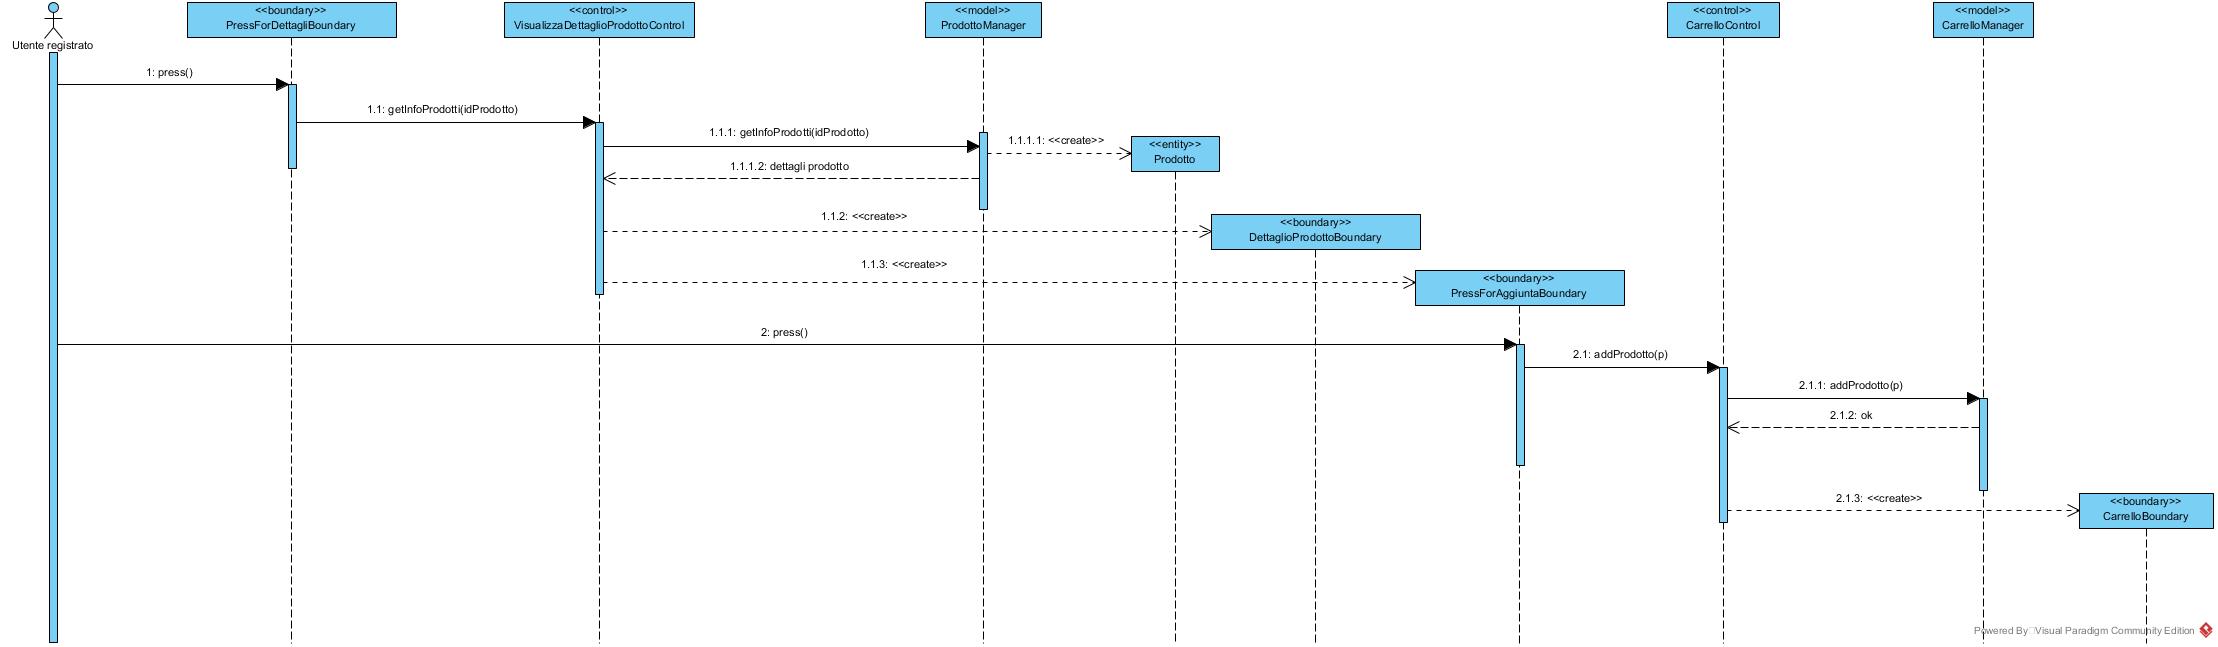 <<boundary>>
PressForDettagliBoundary
<<control>>
VisualizzaDettaglioProdottoControl
<<model>>
ProdottoManager
<<control>>
CarrelloControl
<<model>>
CarrelloManager
Utente registrato
1: press()
1.1: getInfoProdotti(idProdotto)
1.1.1: getInfoProdotti(idProdotto)
1.1.1.1: <<create>>
<<entity>>
Prodotto
1.1.1.2: dettagli prodotto
1.1.2: <<create>>
<<boundary>>
DettaglioProdottoBoundary
1.1.3: <<create>>
<<boundary>>
PressForAggiuntaBoundary
2: press()
2.1: addProdotto(p)
2.1.1: addProdotto(p)
2.1.2: ok
2.1.3: <<create>>
<<boundary>>
CarrelloBoundary
Powered By Visual Paradigm Community Edition